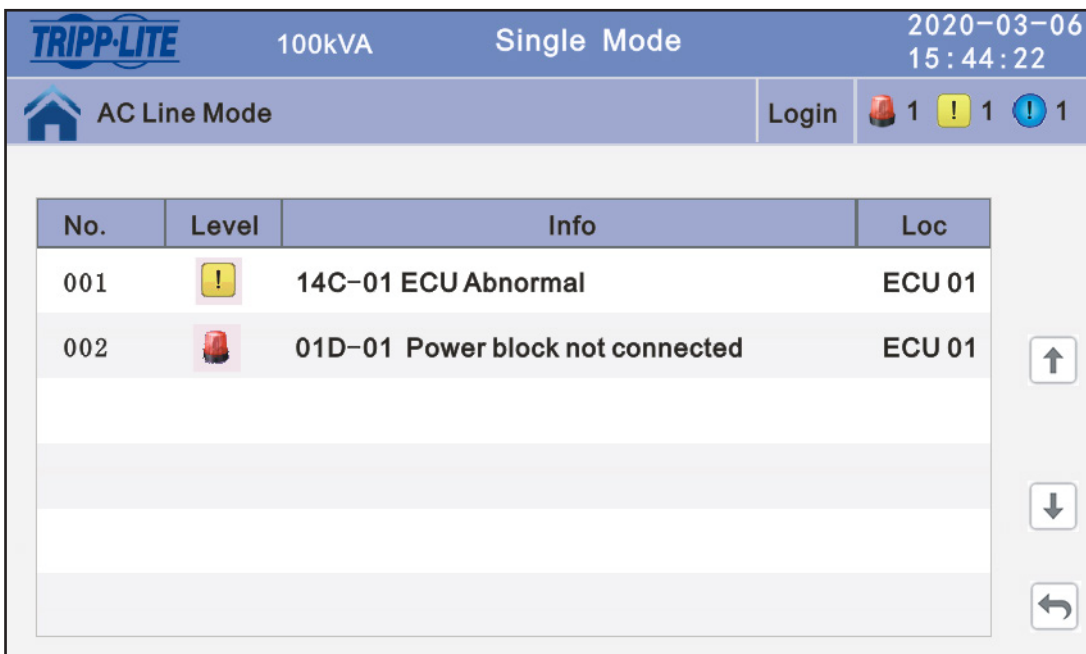 TRIPP·LITE 100kVA Single Mode 2020-03-06
15:44:22
AC Line Mode Login 1 ! 1 ! 1
No. Level Info Loc
001 ! 14C-01 ECU Abnormal ECU 01
002 01D-01 Power block not connected ECU 01